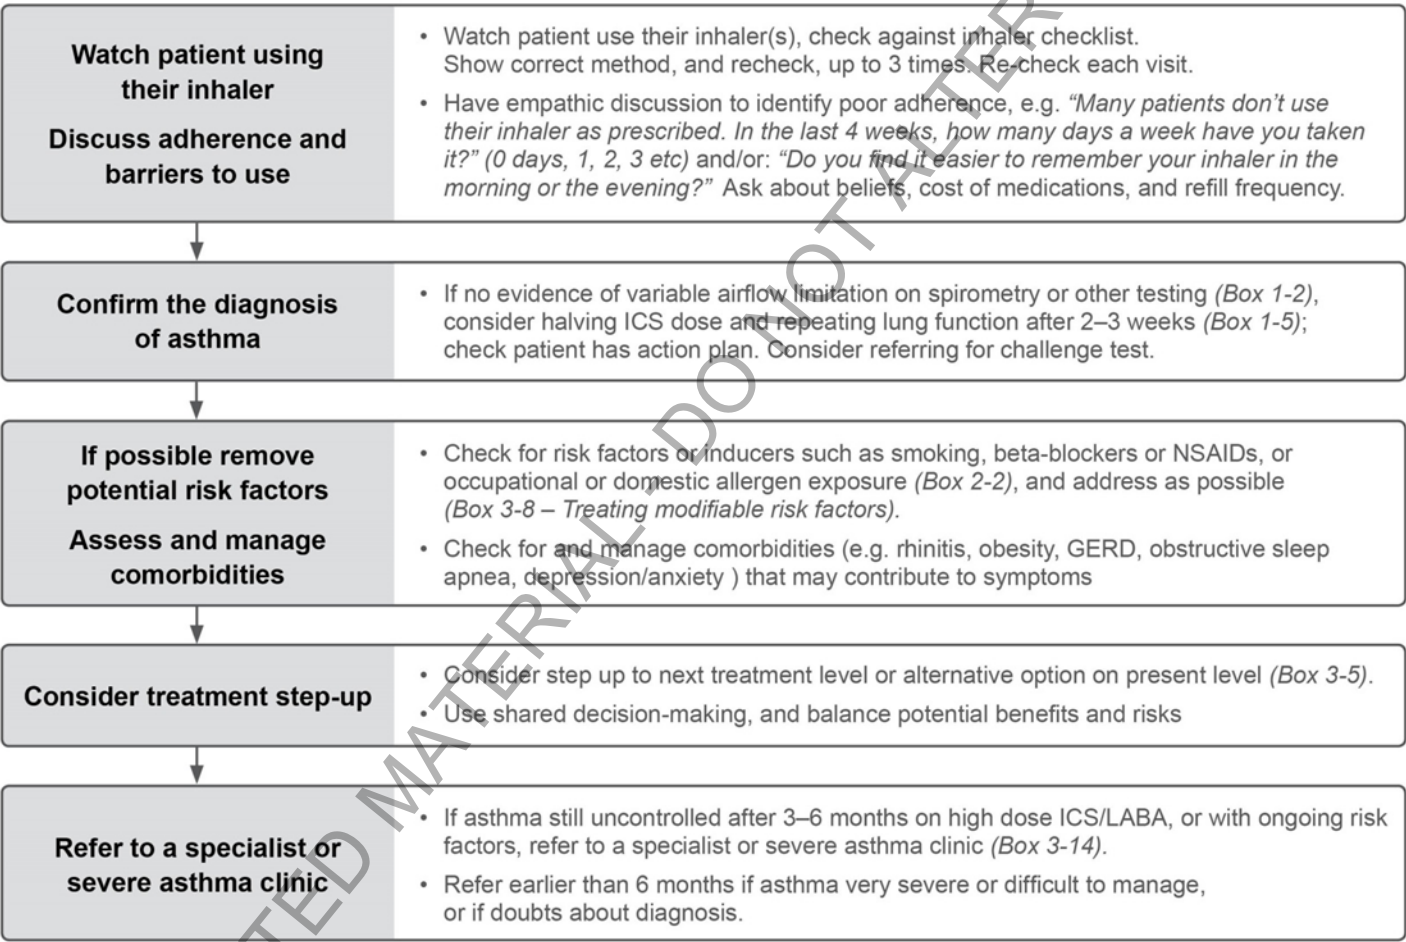 Watch patient using
their inhaler
Discuss adherence and
barriers to use
• Watch patient use their inhaler(s), check against inhaler checklist.
Show correct method, and recheck, up to 3 times. Re-check each visit.
• Have empathic discussion to identify poor adherence, e.g. “Many patients don’t use
their inhaler as prescribed. In the last 4 weeks, how many days a week have you taken
it?” (0 days, 1, 2, 3 etc) and/or: “Do you find it easier to remember your inhaler in the
morning or the evening?” Ask about beliefs, cost of medications, and refill frequency.
Confirm the diagnosis
of asthma
• If no evidence of variable airflow limitation on spirometry or other testing (Box 1-2),
consider halving ICS dose and repeating lung function after 2–3 weeks (Box 1-5);
check patient has action plan. Consider referring for challenge test.
If possible remove
potential risk factors
Assess and manage
comorbidities
• Check for risk factors or inducers such as smoking, beta-blockers or NSAIDs, or
occupational or domestic allergen exposure (Box 2-2), and address as possible
(Box 3-8 – Treating modifiable risk factors).
• Check for and manage comorbidities (e.g. rhinitis, obesity, GERD, obstructive sleep
apnea, depression/anxiety ) that may contribute to symptoms
Consider treatment step-up
• Consider step up to next treatment level or alternative option on present level (Box 3-5).
• Use shared decision-making, and balance potential benefits and risks
Refer to a specialist or
severe asthma clinic
• If asthma still uncontrolled after 3–6 months on high dose ICS/LABA, or with ongoing risk
factors, refer to a specialist or severe asthma clinic (Box 3-14).
• Refer earlier than 6 months if asthma very severe or difficult to manage,
or if doubts about diagnosis.
TED MATERIAL - DO NOT ALTER